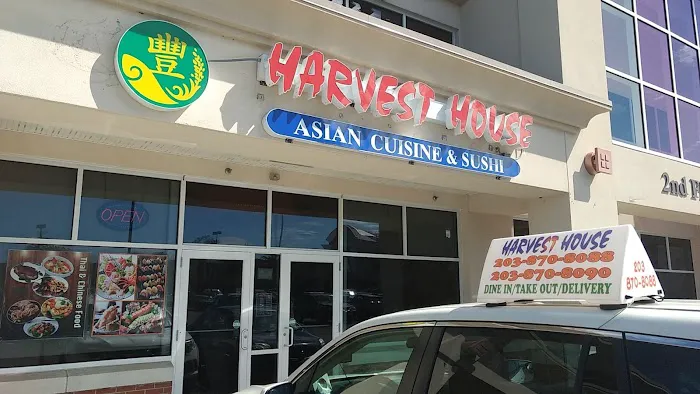 豐
HARVEST HOUSE
ASIAN CUISINE & SUSHI
2nd
OPEN
Thai & Chinese Food
HARVEST HOUSE
203-870-8088
203-870-8090
DINE IN/TAKE OUT/DELIVERY
203
870-8088